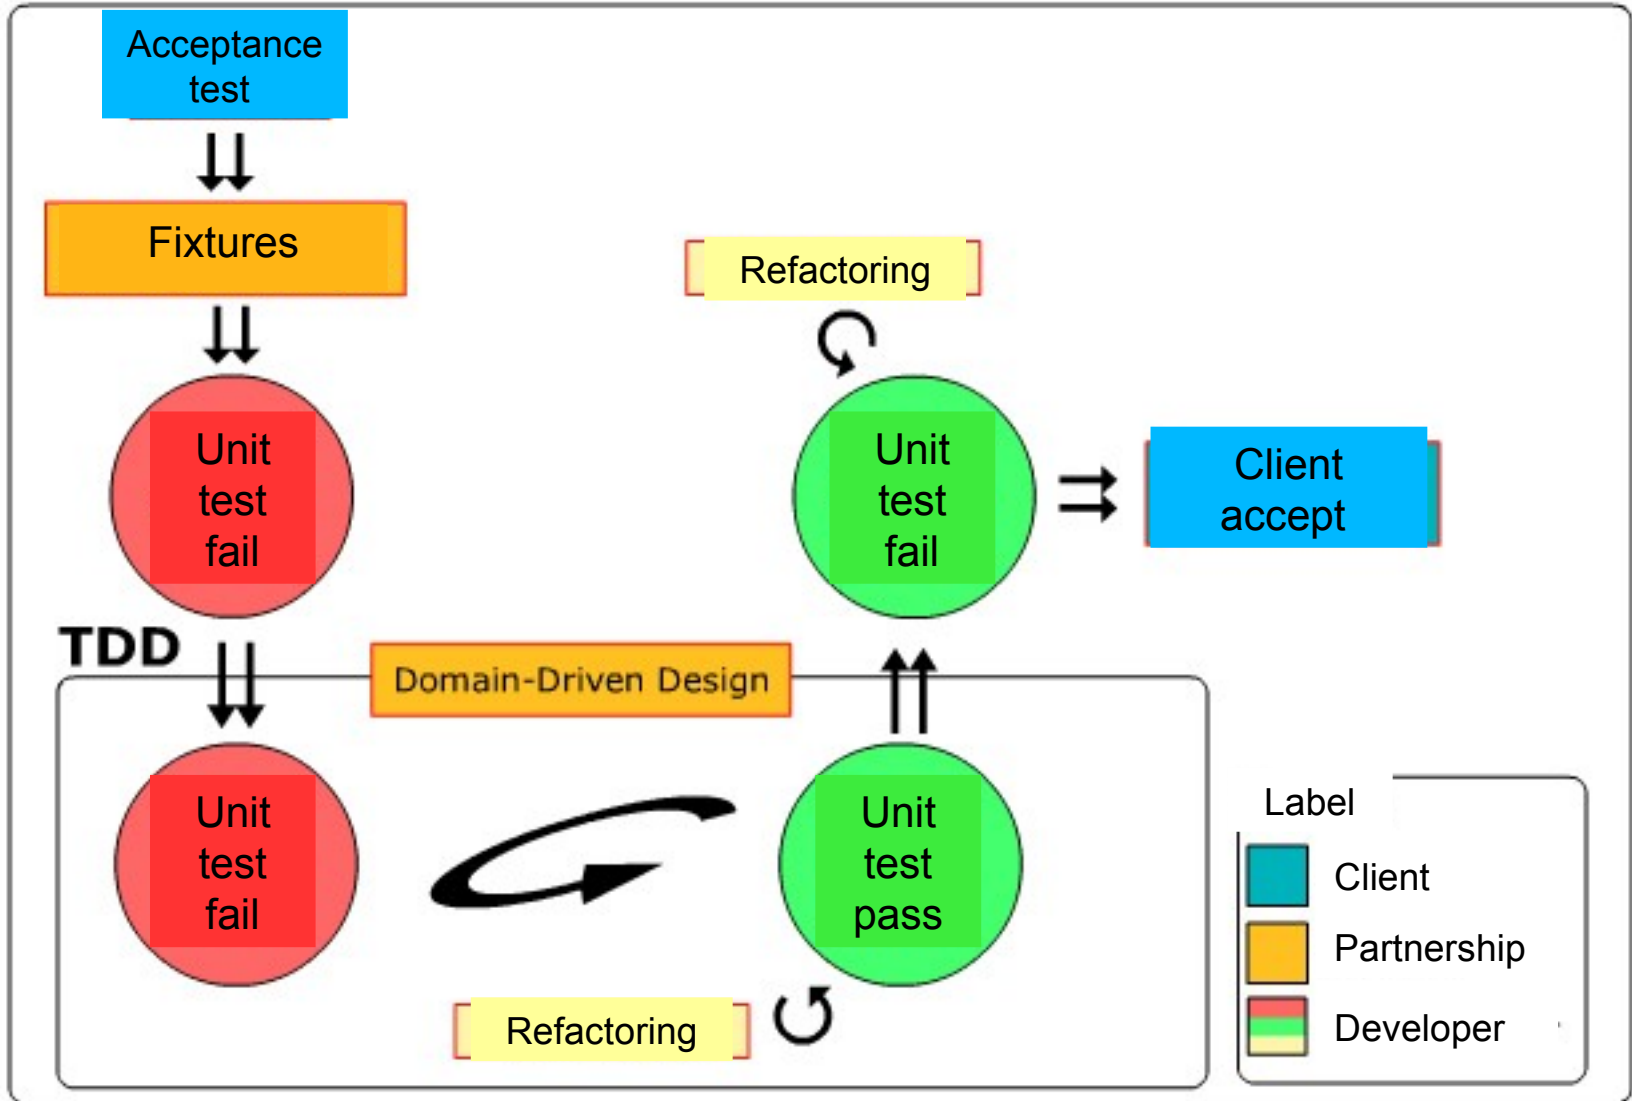 Acceptance
test
Fixtures
Refactoring
Unit
test
fail
Unit
test
fail
Client
accept
TDD
Domain-Driven Design
Unit
test
fail
Unit
test
pass
Refactoring
Label
Client
Partnership
Developer